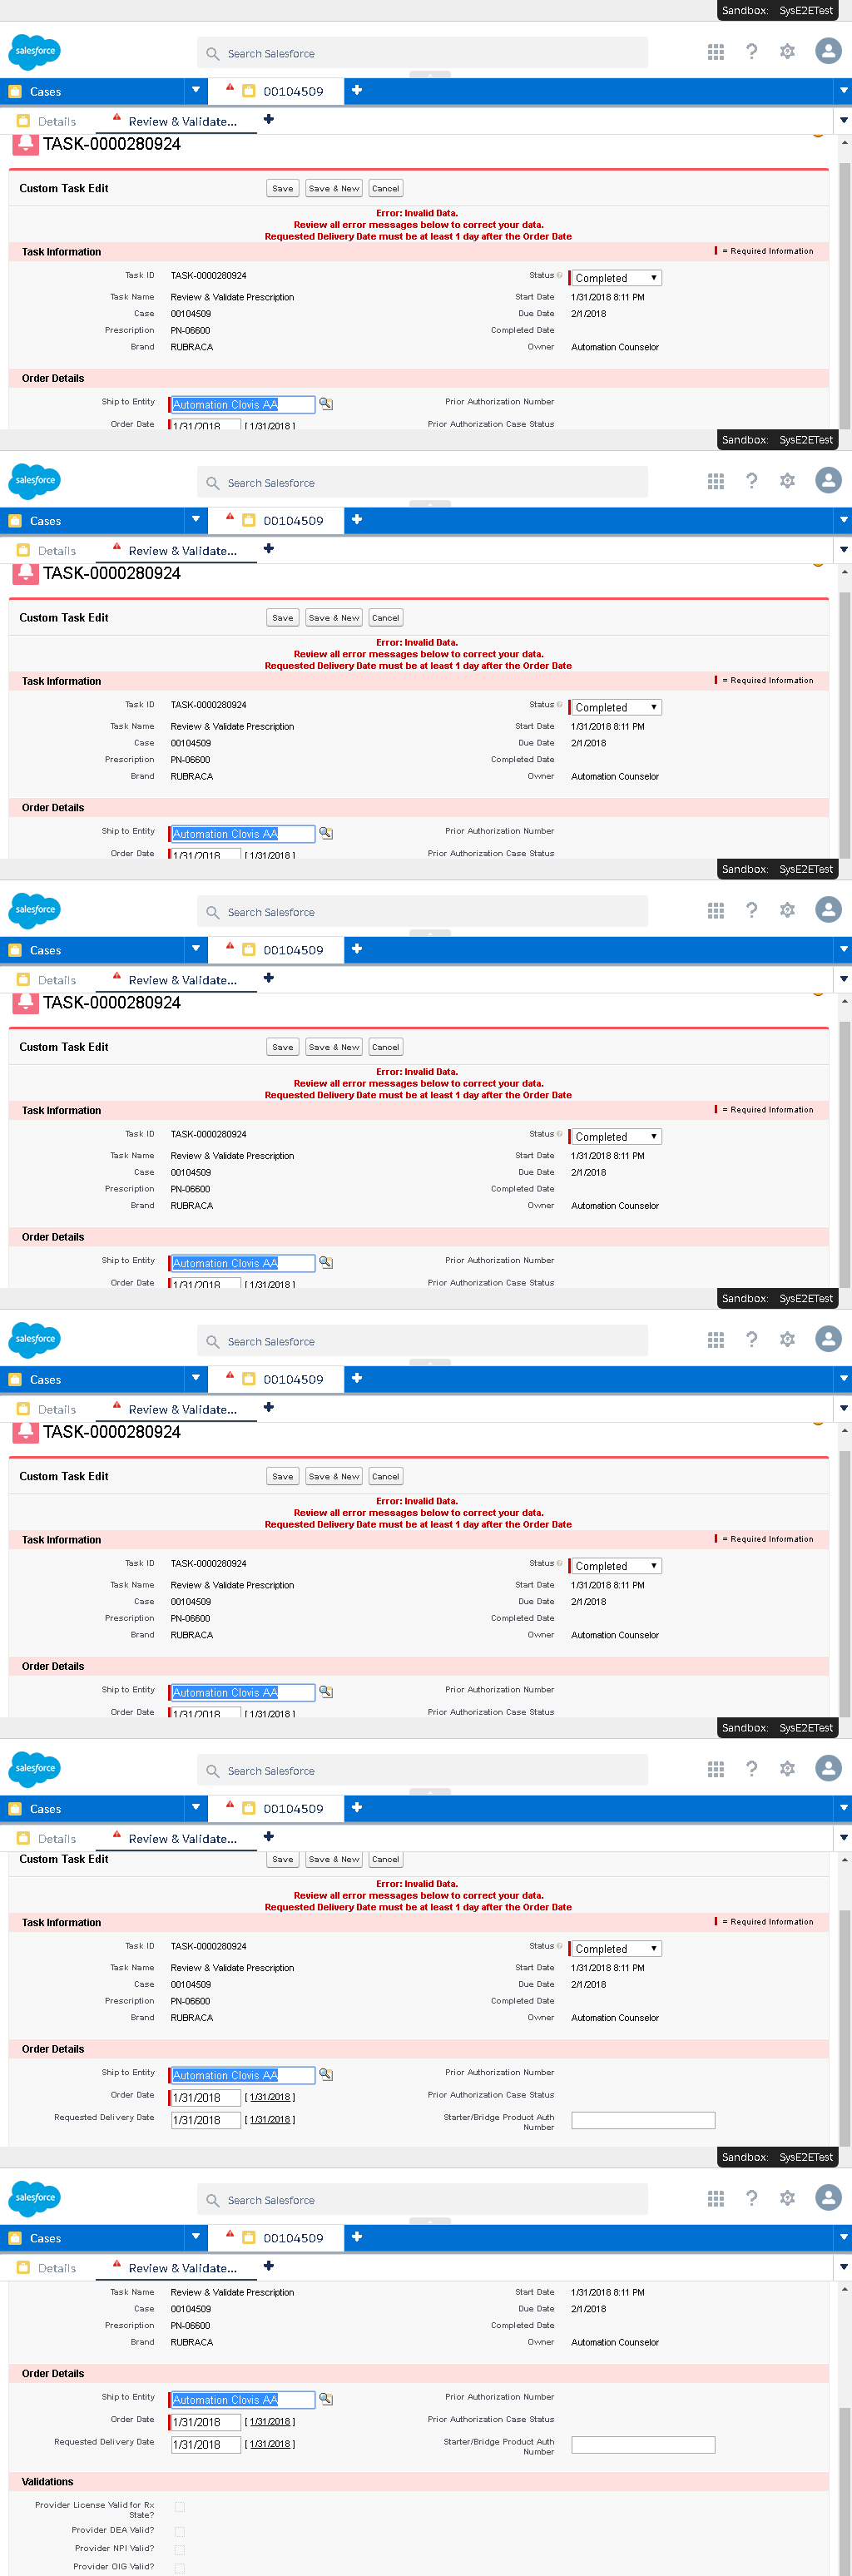 Sandbox: SysE2ETest
salesforce
Search Salesforce
Cases 00104509
Details Review & Validate...
TASK-0000280924
Custom Task Edit Save Save & New Cancel
Error: Invalid Data.
Review all error messages below to correct your data.
Requested Delivery Date must be at least 1 day after the Order Date
Task Information = Required Information
Task ID TASK-0000280924 Status Completed
Task Name Review & Validate Prescription Start Date 1/31/2018 8:11 PM
Case 00104509 Due Date 2/1/2018
Prescription PN-06600 Completed Date
Brand RUBRACA Owner Automation Counselor
Order Details
Ship to Entity Automation Clovis AA Prior Authorization Number
Order Date 1/31/2018 [ 1/31/2018 ] Prior Authorization Case Status
Sandbox: SysE2ETest
salesforce
Search Salesforce
Cases 00104509
Details Review & Validate...
TASK-0000280924
Custom Task Edit Save Save & New Cancel
Error: Invalid Data.
Review all error messages below to correct your data.
Requested Delivery Date must be at least 1 day after the Order Date
Task Information = Required Information
Task ID TASK-0000280924 Status Completed
Task Name Review & Validate Prescription Start Date 1/31/2018 8:11 PM
Case 00104509 Due Date 2/1/2018
Prescription PN-06600 Completed Date
Brand RUBRACA Owner Automation Counselor
Order Details
Ship to Entity Automation Clovis AA Prior Authorization Number
Order Date 1/31/2018 [ 1/31/2018 ] Prior Authorization Case Status
Sandbox: SysE2ETest
salesforce
Search Salesforce
Cases 00104509
Details Review & Validate...
TASK-0000280924
Custom Task Edit Save Save & New Cancel
Error: Invalid Data.
Review all error messages below to correct your data.
Requested Delivery Date must be at least 1 day after the Order Date
Task Information = Required Information
Task ID TASK-0000280924 Status Completed
Task Name Review & Validate Prescription Start Date 1/31/2018 8:11 PM
Case 00104509 Due Date 2/1/2018
Prescription PN-06600 Completed Date
Brand RUBRACA Owner Automation Counselor
Order Details
Ship to Entity Automation Clovis AA Prior Authorization Number
Order Date 1/31/2018 [ 1/31/2018 ] Prior Authorization Case Status
Sandbox: SysE2ETest
salesforce
Search Salesforce
Cases 00104509
Details Review & Validate...
TASK-0000280924
Custom Task Edit Save Save & New Cancel
Error: Invalid Data.
Review all error messages below to correct your data.
Requested Delivery Date must be at least 1 day after the Order Date
Task Information = Required Information
Task ID TASK-0000280924 Status Completed
Task Name Review & Validate Prescription Start Date 1/31/2018 8:11 PM
Case 00104509 Due Date 2/1/2018
Prescription PN-06600 Completed Date
Brand RUBRACA Owner Automation Counselor
Order Details
Ship to Entity Automation Clovis AA Prior Authorization Number
Order Date 1/31/2018 [ 1/31/2018 ] Prior Authorization Case Status
Sandbox: SysE2ETest
salesforce
Search Salesforce
Cases 00104509
Details Review & Validate...
Custom Task Edit Save Save & New Cancel
Error: Invalid Data.
Review all error messages below to correct your data.
Requested Delivery Date must be at least 1 day after the Order Date
Task Information = Required Information
Task ID TASK-0000280924 Status Completed
Task Name Review & Validate Prescription Start Date 1/31/2018 8:11 PM
Case 00104509 Due Date 2/1/2018
Prescription PN-06600 Completed Date
Brand RUBRACA Owner Automation Counselor
Order Details
Ship to Entity Automation Clovis AA Prior Authorization Number
Order Date 1/31/2018 [ 1/31/2018 ] Prior Authorization Case Status
Requested Delivery Date 1/31/2018 [ 1/31/2018 ] Starter/Bridge Product Auth
Number
Sandbox: SysE2ETest
salesforce
Search Salesforce
Cases 00104509
Details Review & Validate...
Task Name Review & Validate Prescription Start Date 1/31/2018 8:11 PM
Case 00104509 Due Date 2/1/2018
Prescription PN-06600 Completed Date
Brand RUBRACA Owner Automation Counselor
Order Details
Ship to Entity Automation Clovis AA Prior Authorization Number
Order Date 1/31/2018 [ 1/31/2018 ] Prior Authorization Case Status
Requested Delivery Date 1/31/2018 [ 1/31/2018 ] Starter/Bridge Product Auth
Number
Validations
Provider License Valid for Rx
State?
Provider DEA Valid?
Provider NPI Valid?
Provider OIG Valid?